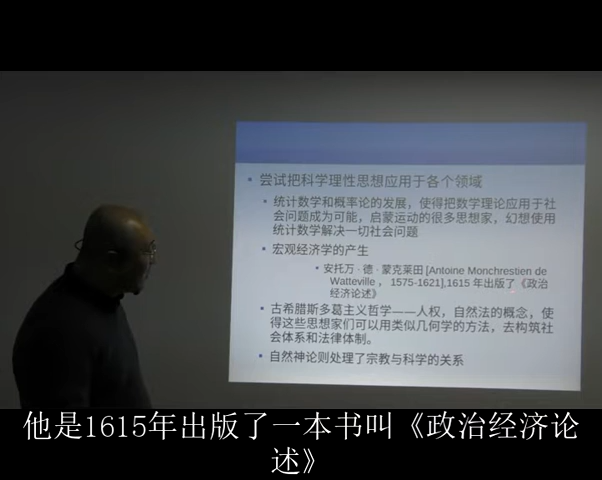 尝试把科学理性思想应用于各个领域
统计数学和概率论的发展，使得把数学理论应用于社
会问题成为可能，启蒙运动的很多思想家，幻想使用
统计数学解决一切社会问题
宏观经济学的产生
安托万·德·蒙克莱田 [Antoine Monchrestien de
Watteville， 1575-1621],1615 年出版了《政治
经济论述》
古希腊斯多葛主义哲学——人权，自然法的概念，使
得这些思想家们可以用类似几何学的方法，去构筑社
会体系和法律体制。
自然神论则处理了宗教与科学的关系
他是1615年出版了一本书叫《政治经济论
述》